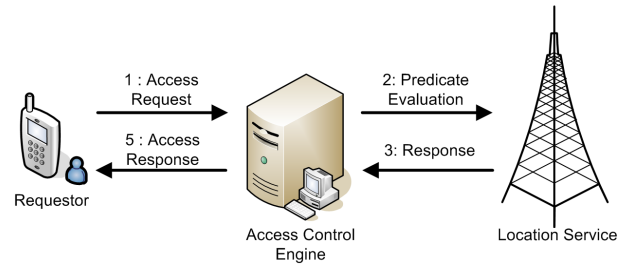 1 : Access
Request
2: Predicate
Evaluation
5 : Access
Response
3: Response
Requestor
Access Control
Engine
Location Service